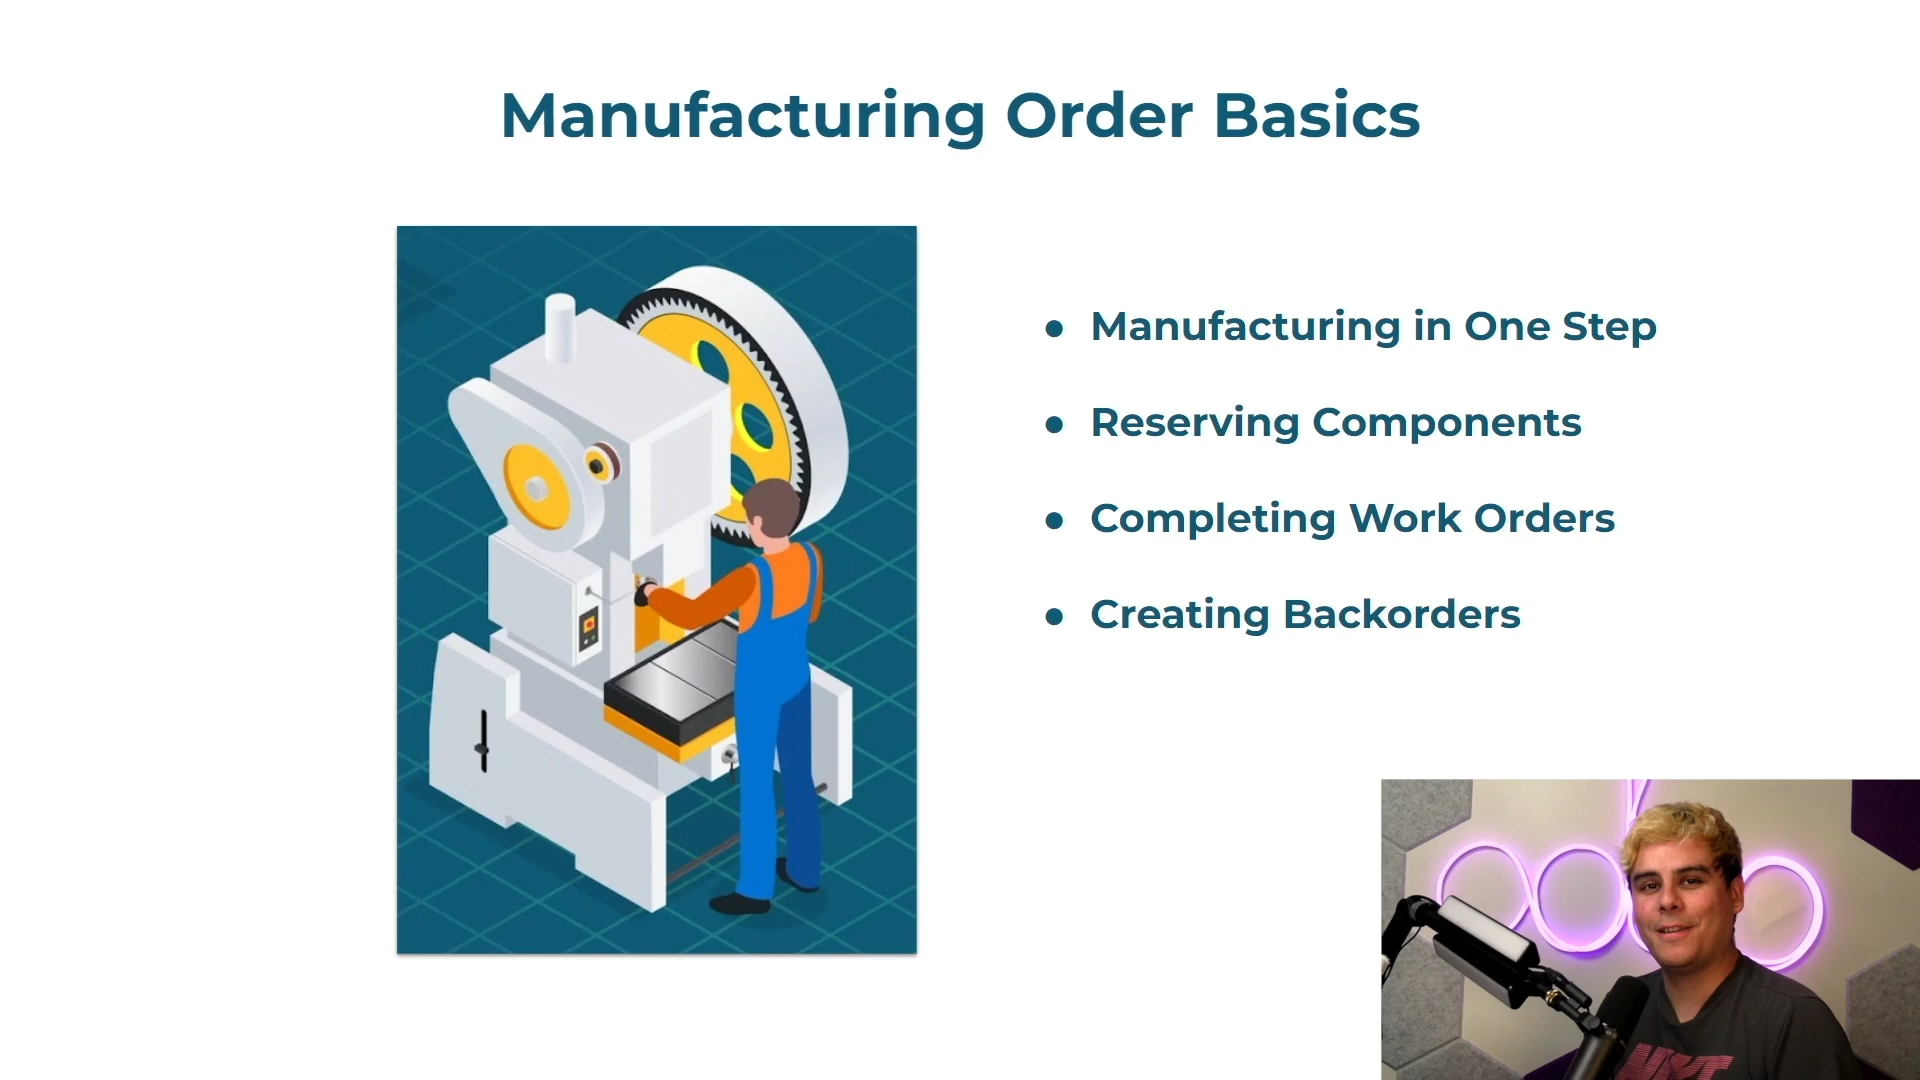 Manufacturing Order Basics
● Manufacturing in One Step
● Reserving Components
● Completing Work Orders
● Creating Backorders